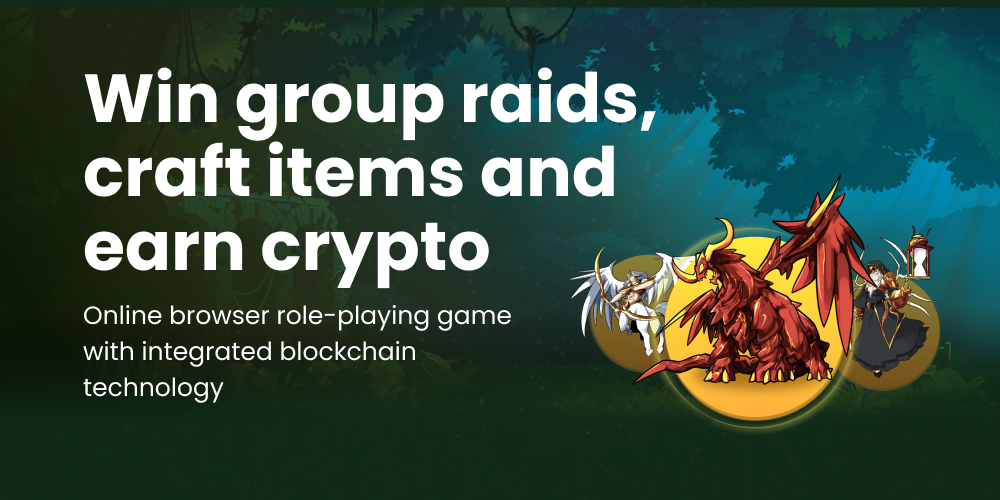 Win group raids,
craft items and
earn crypto
Online browser role-playing game
with integrated blockchain
technology